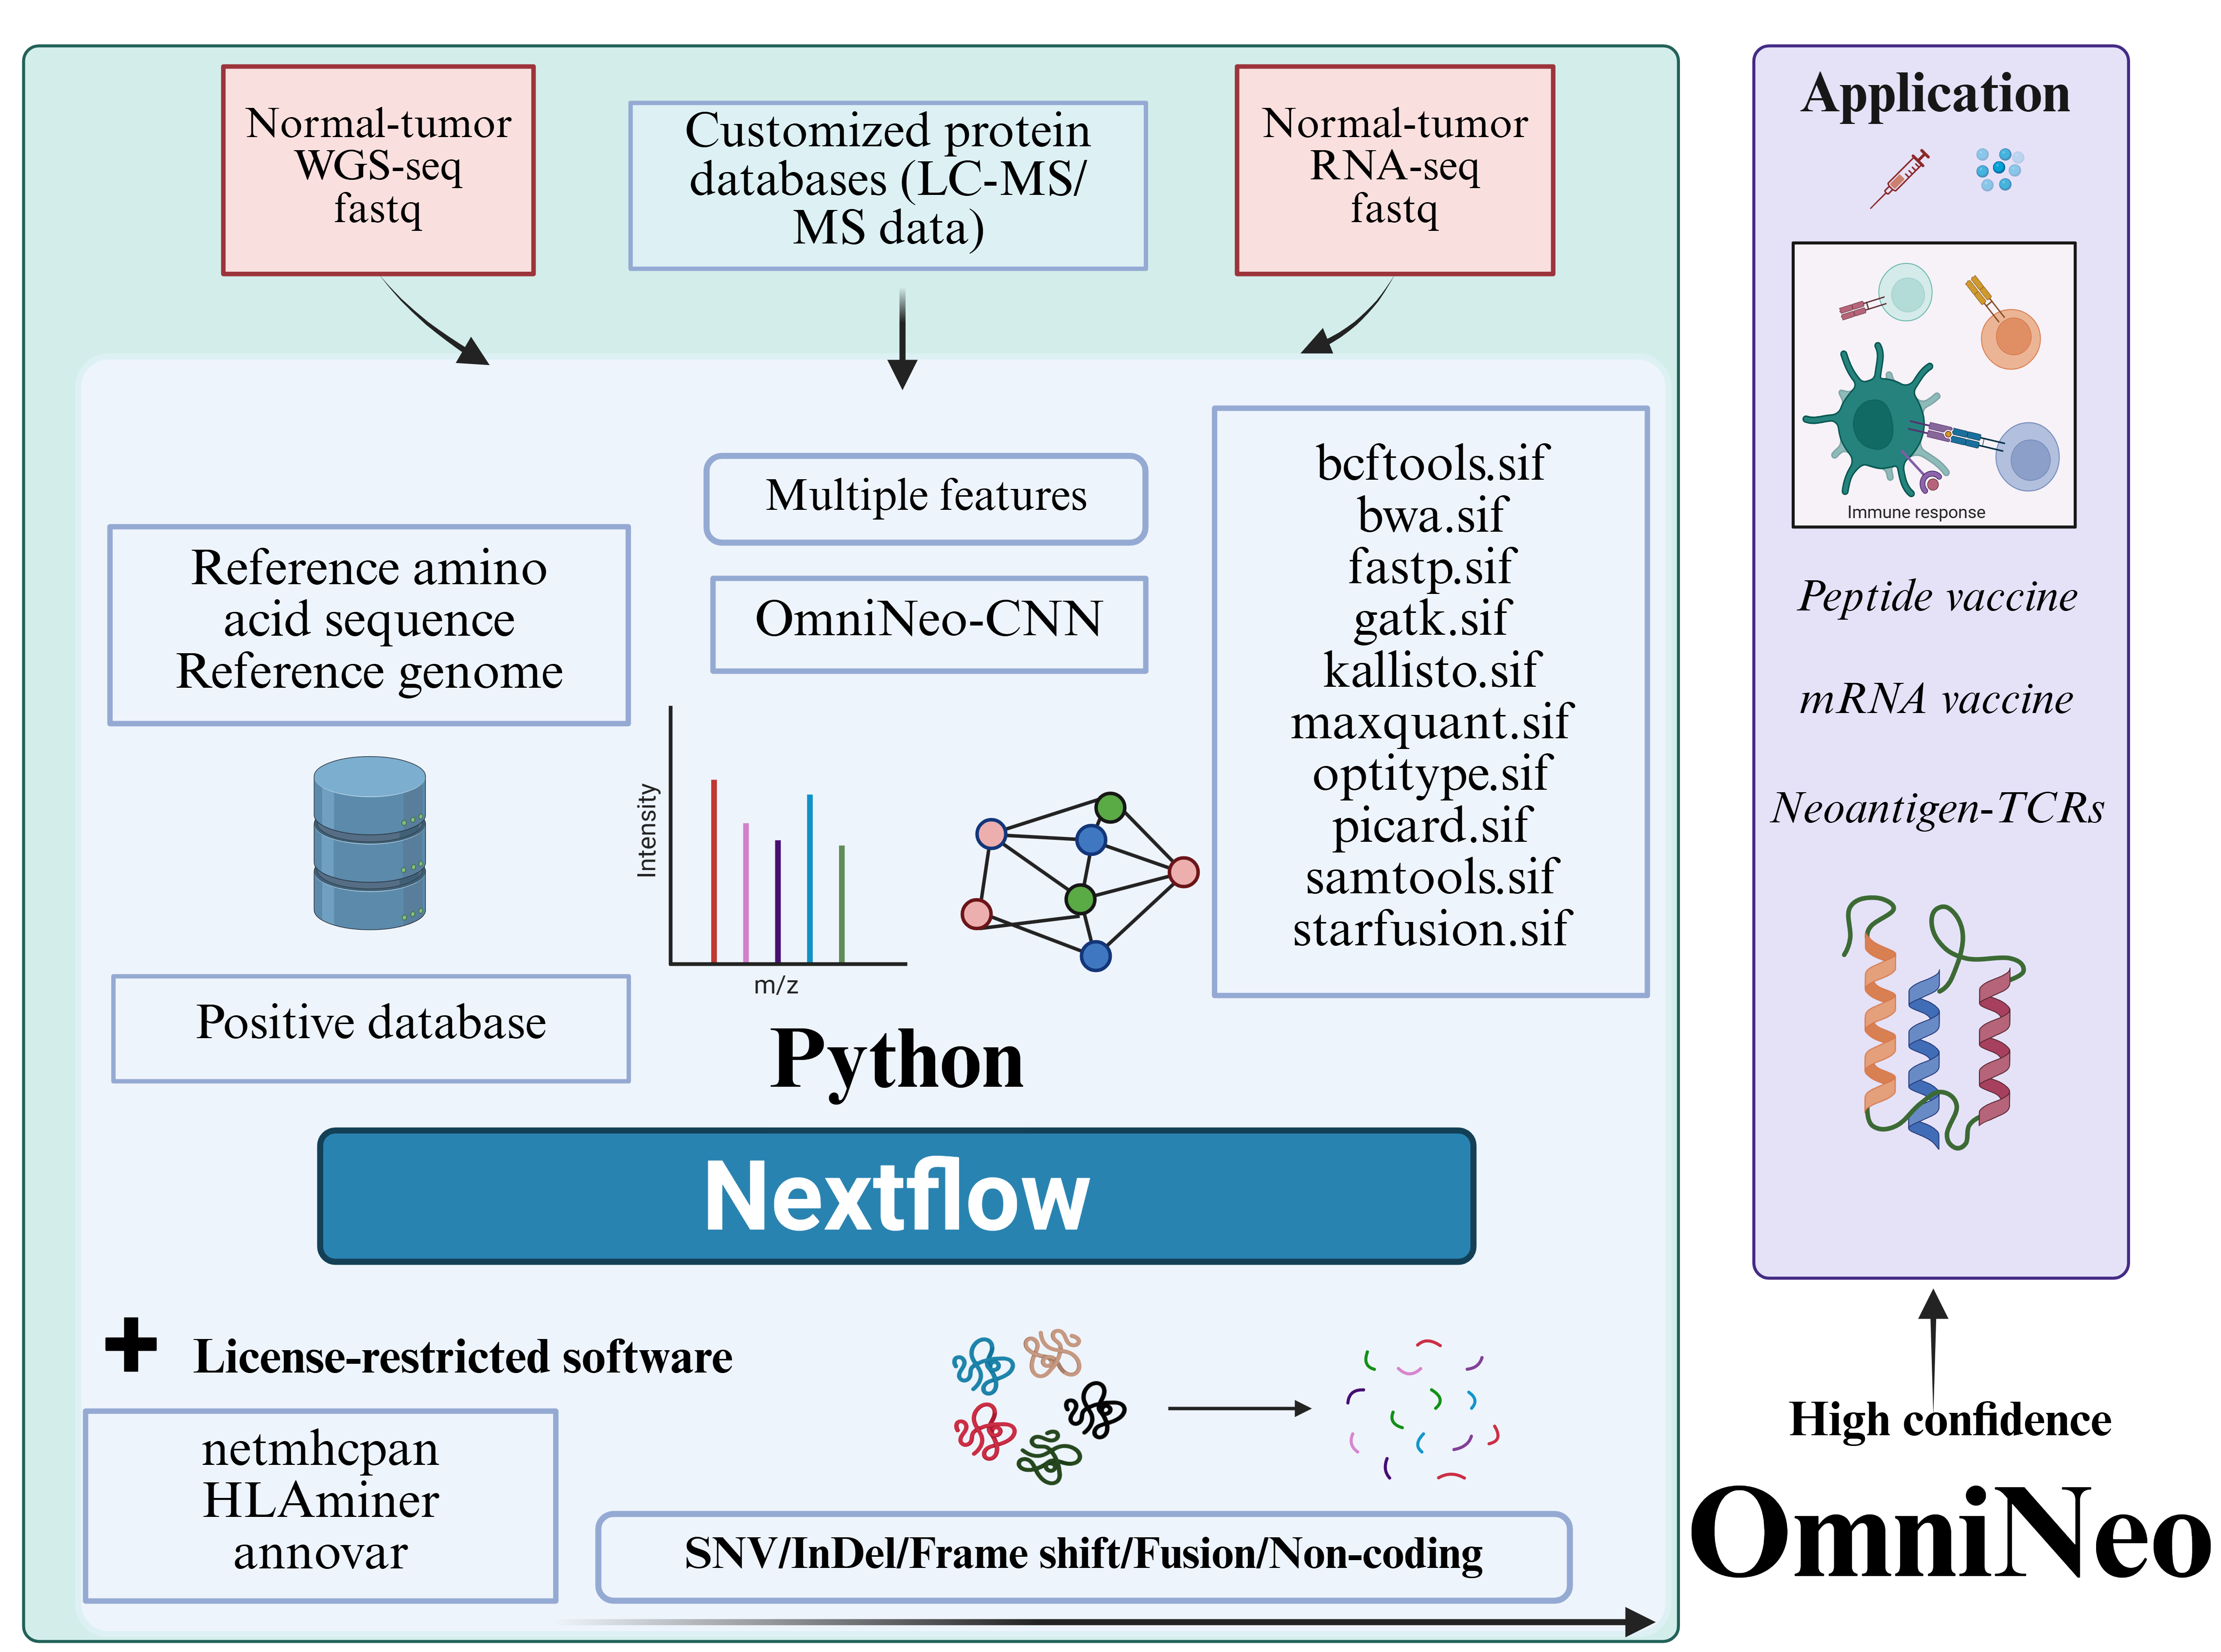 Normal-tumor
WGS-seq
fastq
Customized protein
databases (LC-MS/
MS data)
Normal-tumor
RNA-seq
fastq
Multiple features
OmniNeo-CNN
Reference amino
acid sequence
Reference genome
Positive database
Intensity
m/z
bcftools.sif
bwa.sif
fastp.sif
gatk.sif
kallisto.sif
maxquant.sif
optitype.sif
picard.sif
samtools.sif
starfusion.sif
Python
Nextflow
License-restricted software
netmhcpan
HLAminer
annovar
SNV/InDel/Frame shift/Fusion/Non-coding
Application
Immune response
Peptide vaccine
mRNA vaccine
Neoantigen-TCRs
High confidence
OmniNeo